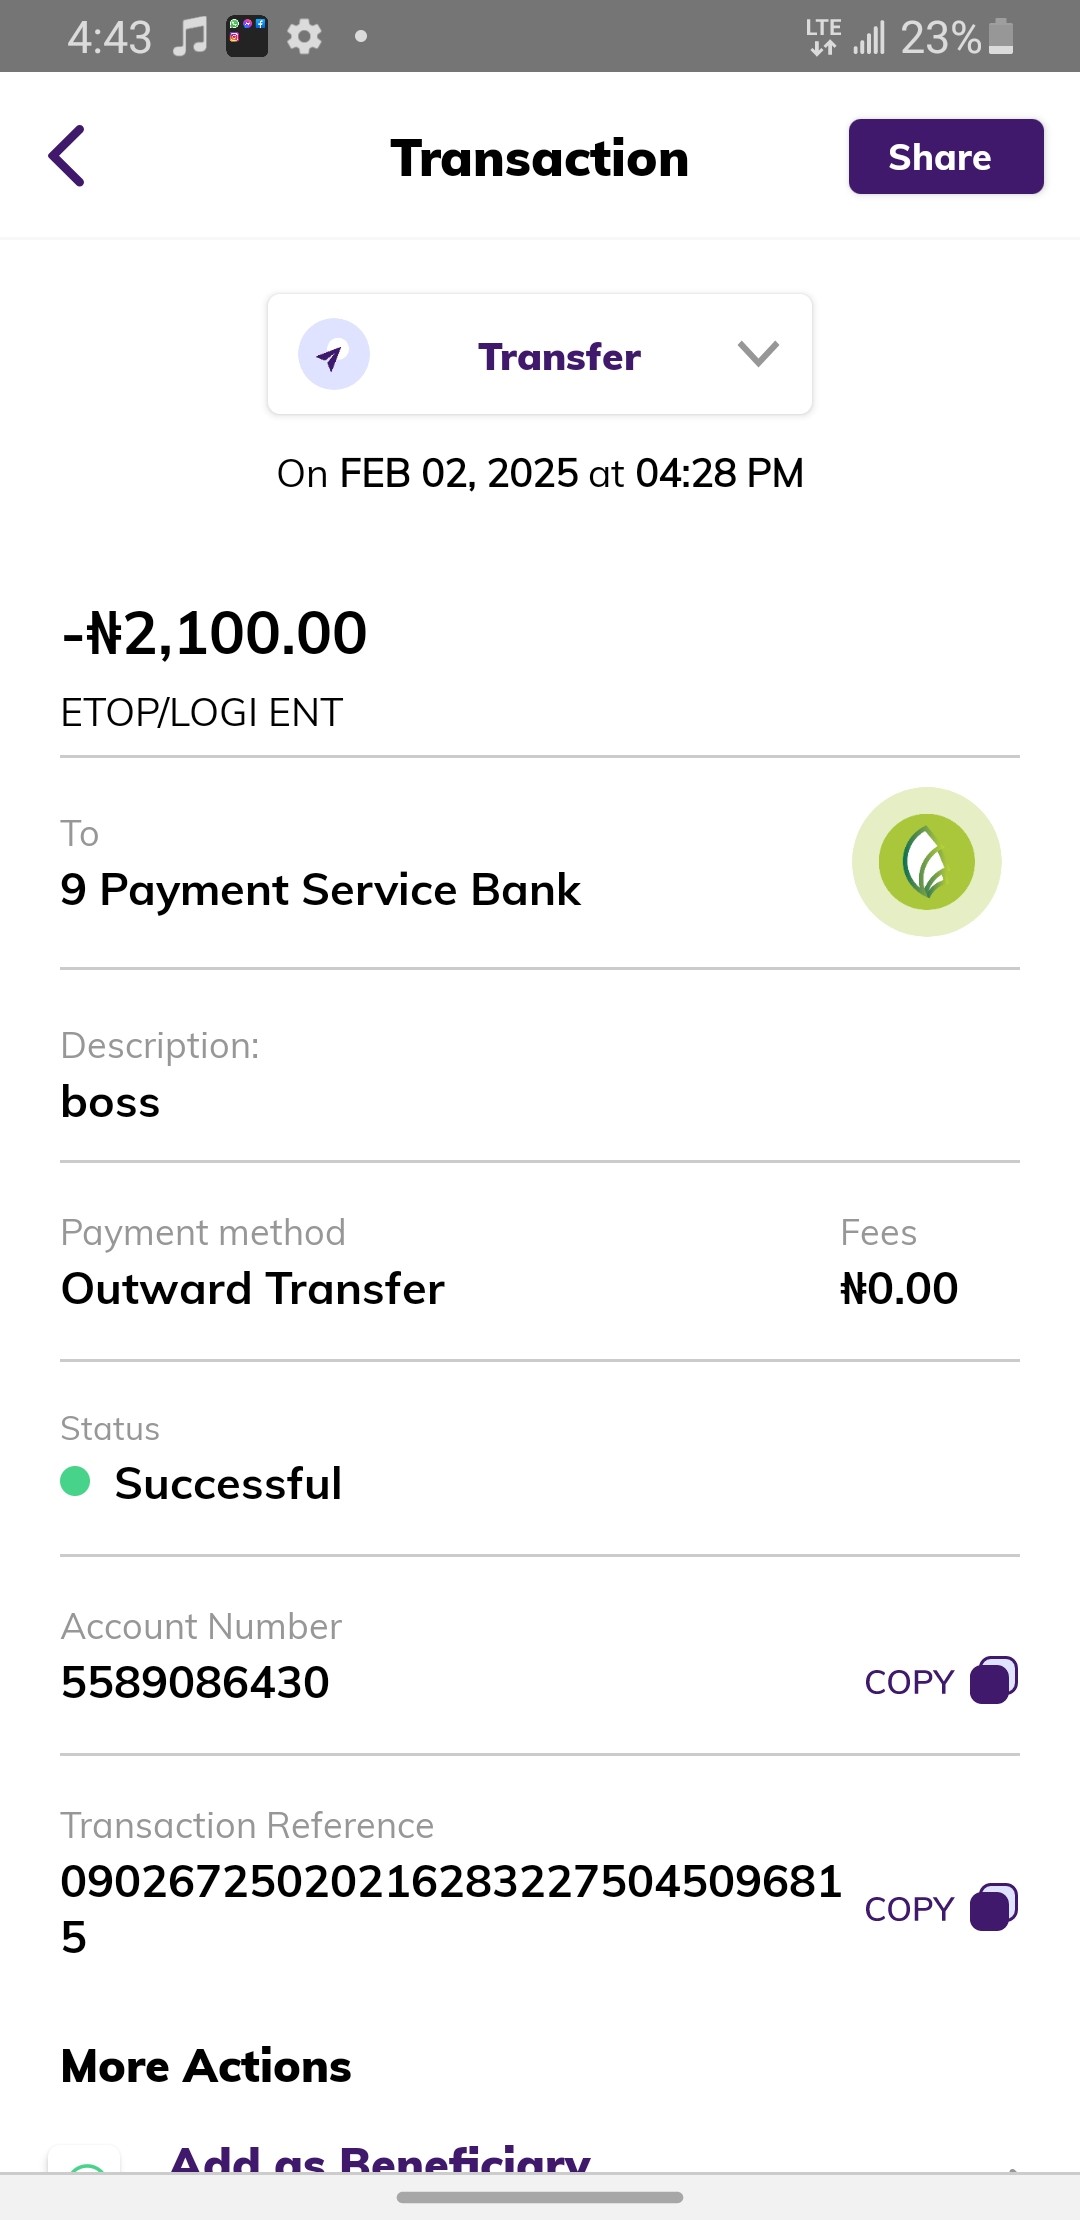 4:43
LTE
23%
Transaction
Share
Transfer
On FEB 02, 2025 at 04:28 PM
-₦2,100.00
ETOP/LOGI ENT
To
9 Payment Service Bank
Description:
boss
Payment method
Fees
Outward Transfer
₦0.00
Status
Successful
Account Number
5589086430
COPY
Transaction Reference
09026725020216283227504509681
5
COPY
More Actions
Add as Beneficiary